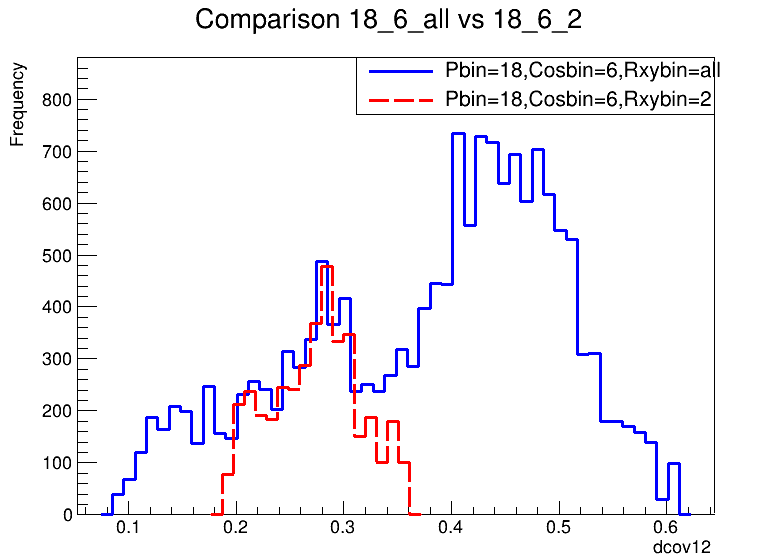 Comparison 18_6_all vs 18_6_2
Frequency
Pbin=18,Cosbin=6,Rxybin=all
Pbin=18,Cosbin=6,Rxybin=2
800
700
600
500
400
300
200
100
0
0.1 0.2 0.3 0.4 0.5 0.6
dcov12